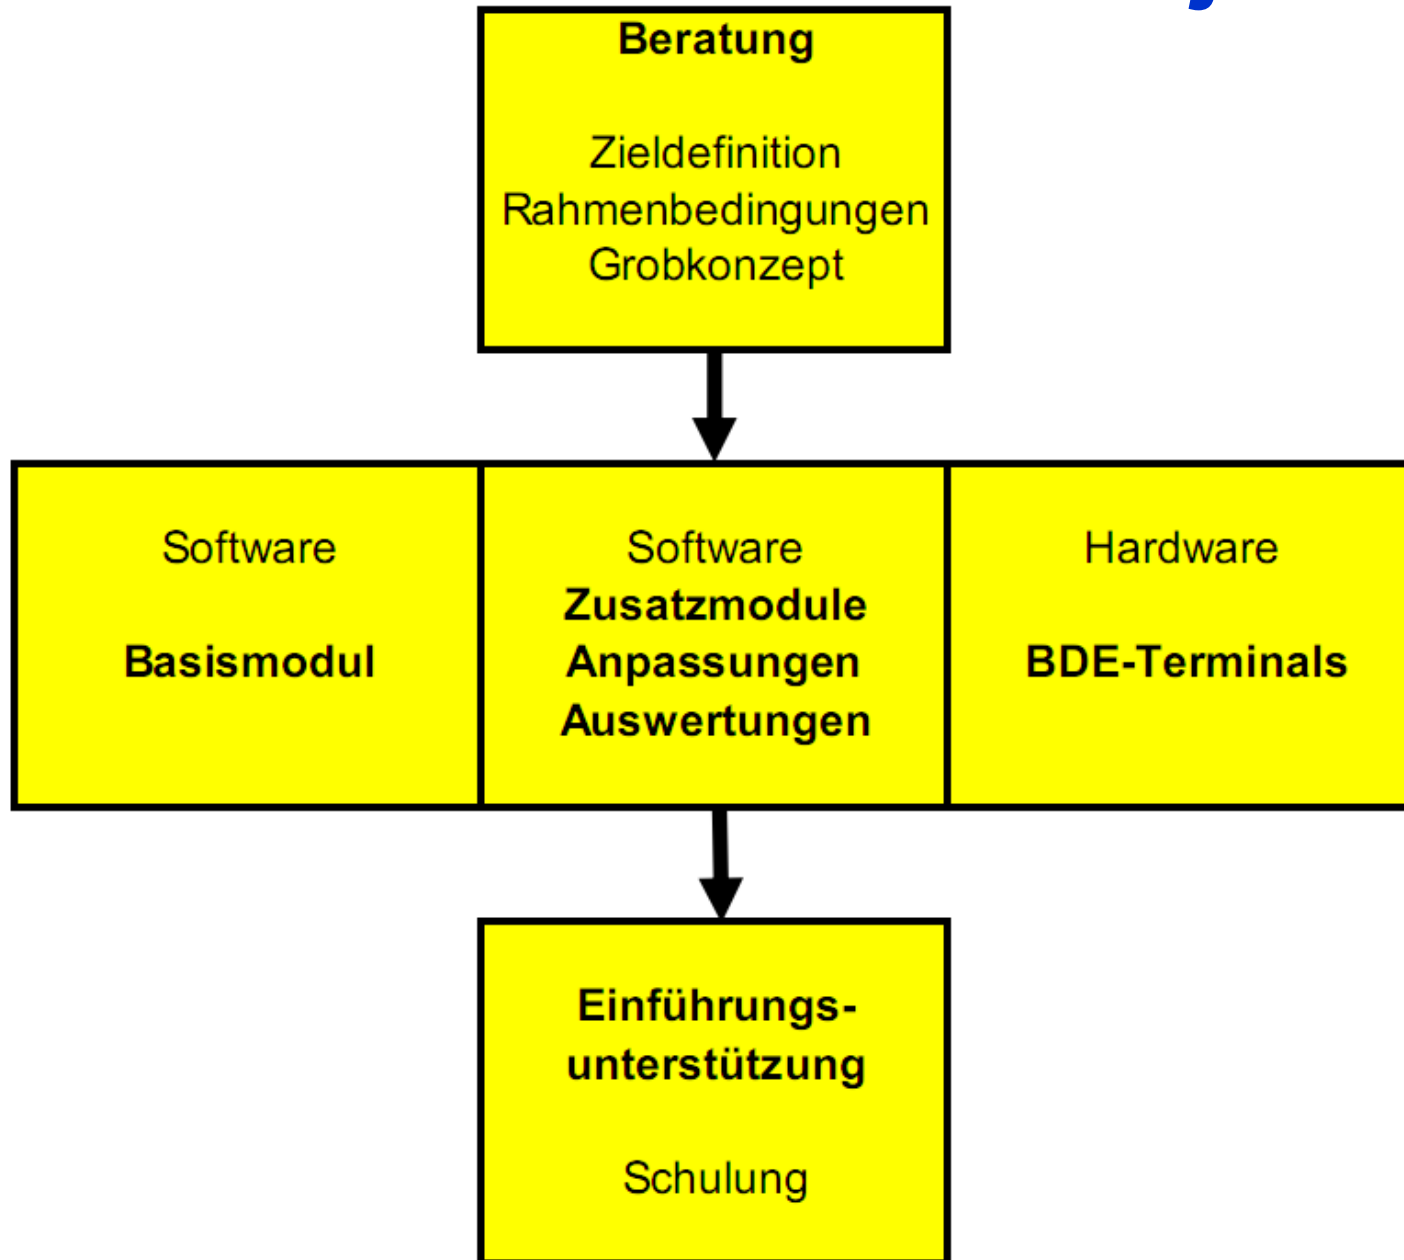 Beratung
Zieldefinition
Rahmenbedingungen
Grobkonzept
Software
Basismodul
Software
Zusatzmodule
Anpassungen
Auswertungen
Hardware
BDE-Terminals
Einführungs-
unterstützung
Schulung